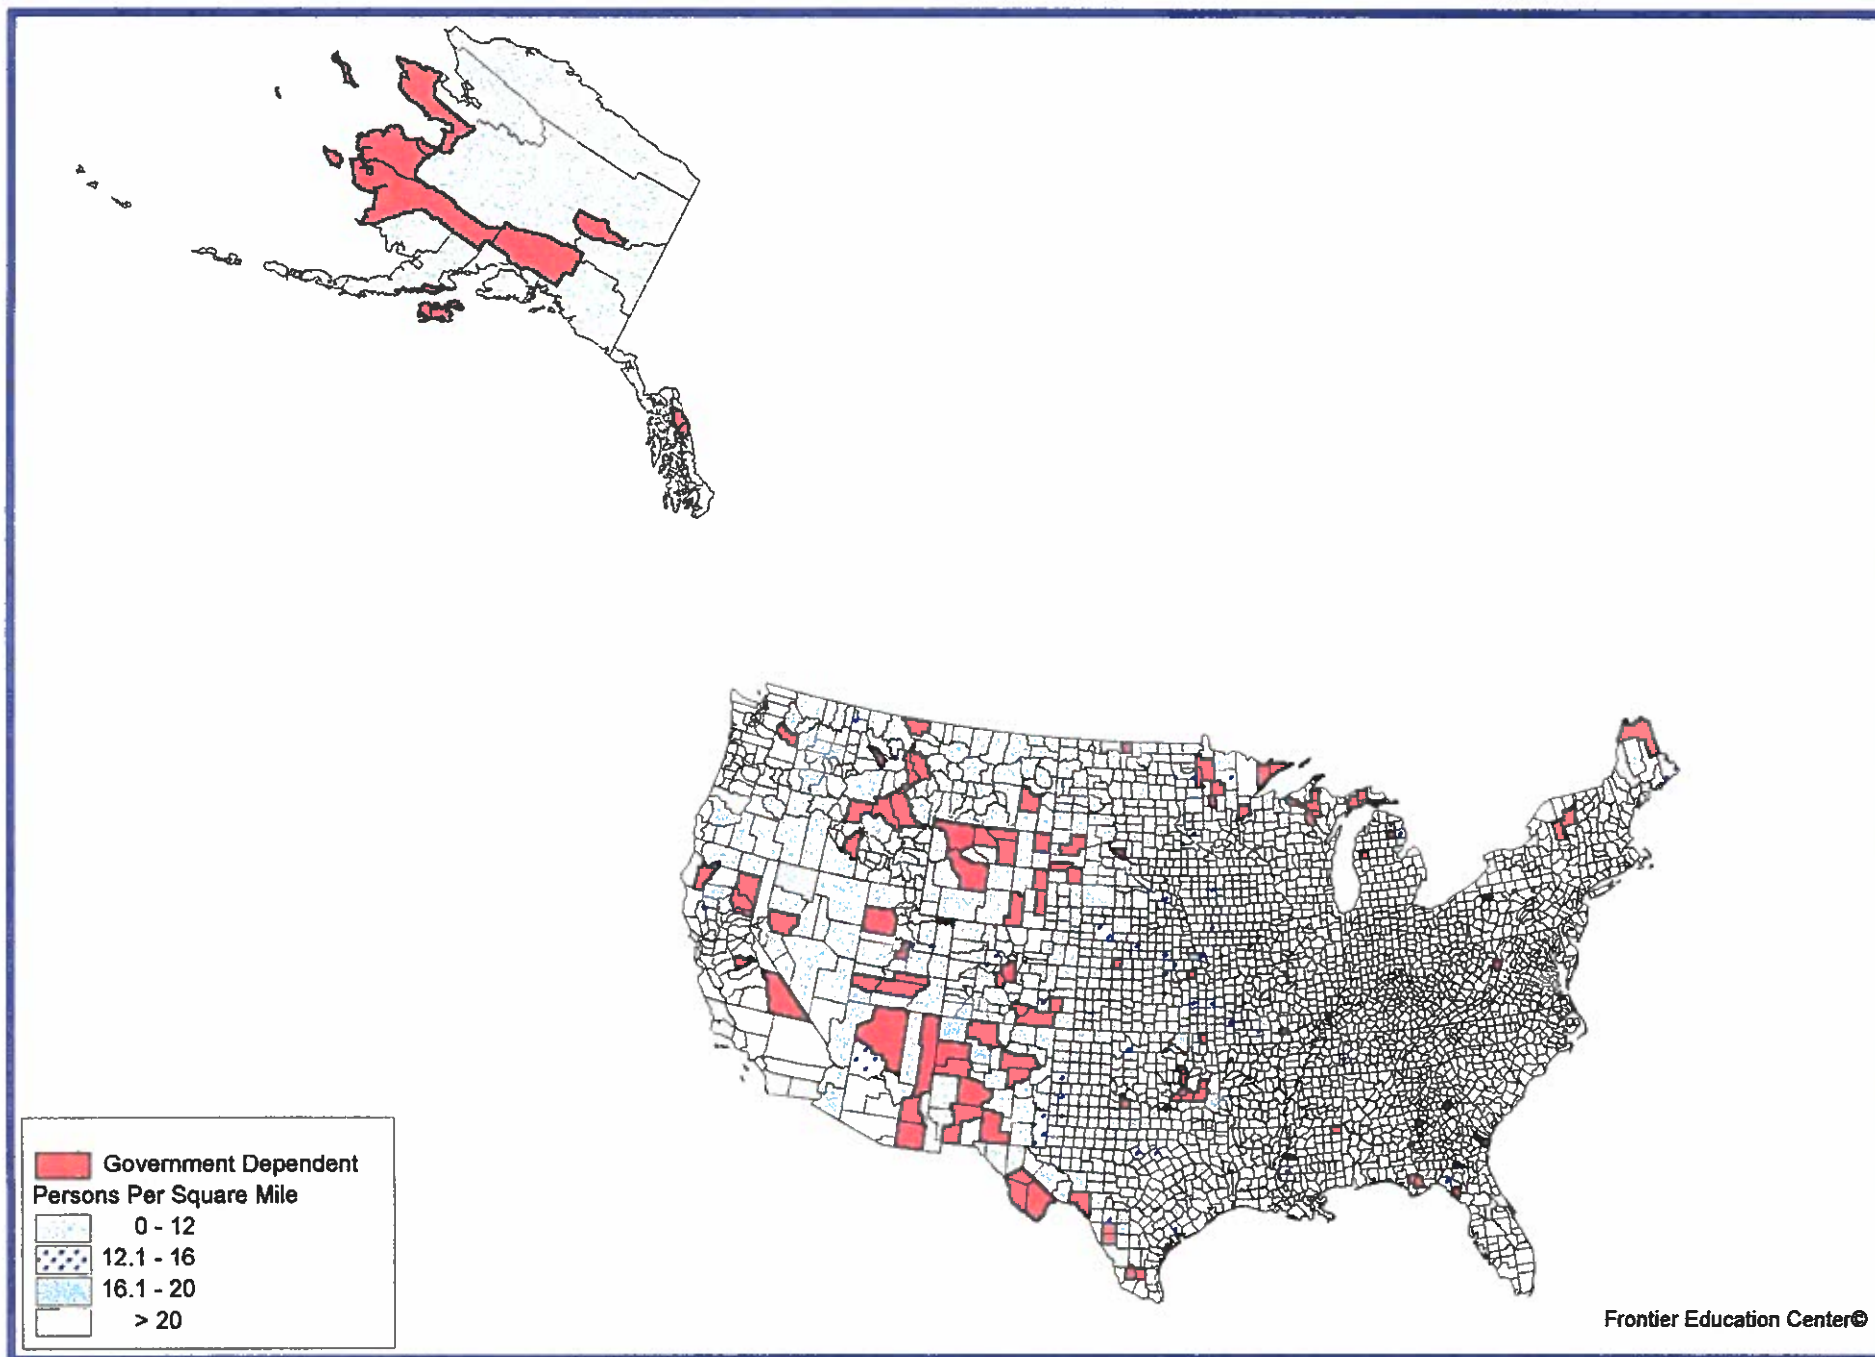 Government Dependent
Persons Per Square Mile
0 - 12
12.1 - 16
16.1 - 20
> 20
Frontier Education Center©